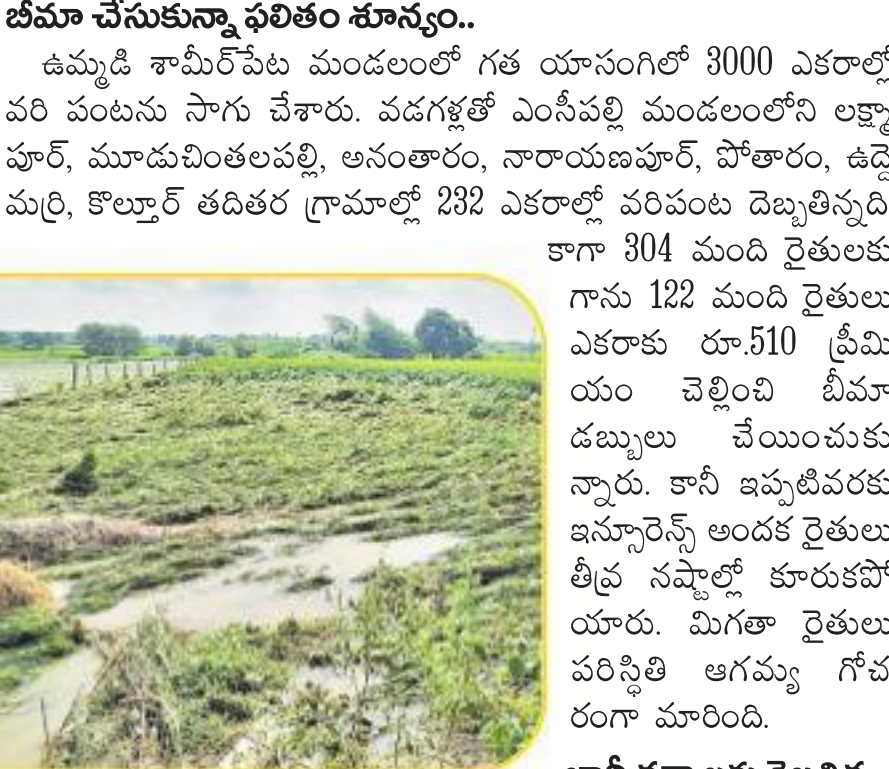 బీమా చేసుకున్నా ఫలితం శూన్యం..
ఉమ్మడి శామీర్‌పేట మండలంలో గత యాసంగిలో 3000 ఎకరాల్లో
వరి పంటను సాగు చేశారు. వడగళ్లతో ఎంసీపల్లి మండలంలోని లక్ష్మా
పూర్, మూడుచింతలపల్లి, అనంతారం, నారాయణపూర్, పోతారం, ఉద్దె
మర్రి, కొల్తూర్ తదితర గ్రామాల్లో 232 ఎకరాల్లో వరిపంట దెబ్బతిన్నది
కాగా 304 మంది రైతులకు
గాను 122 మంది రైతులు
ఎకరాకు రూ.510 ప్రీమి
యం చెల్లించి బీమా
డబ్బులు చేయించుకు
న్నారు. కానీ ఇప్పటివరకు
ఇన్సూరెన్స్ అందక రైతులు
తీవ్ర నష్టాల్లో కూరుకపో
యారు. మిగతా రైతులు
పరిస్థితి ఆగమ్య గోచ
రంగా మారింది.